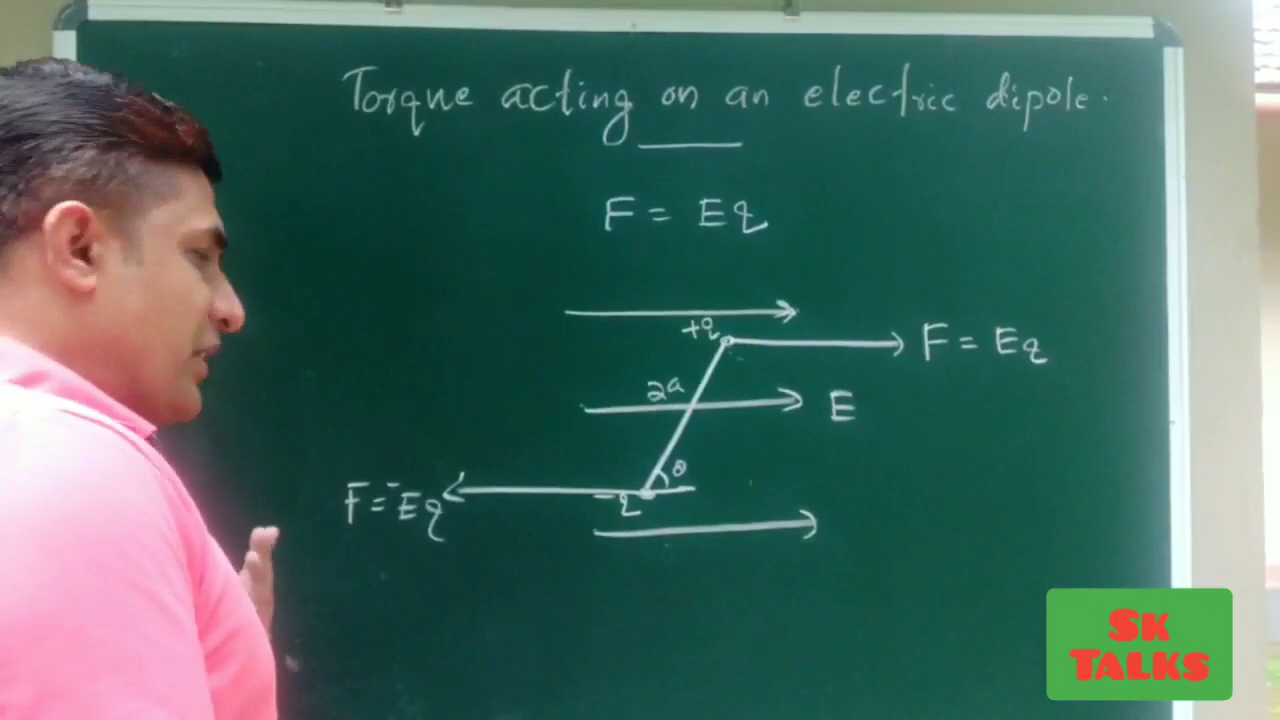 Torque acting on an electric dipole.
F = Eq
+q
F = Eq
2a
E
θ
F = -Eq
-q
SK
TALKS